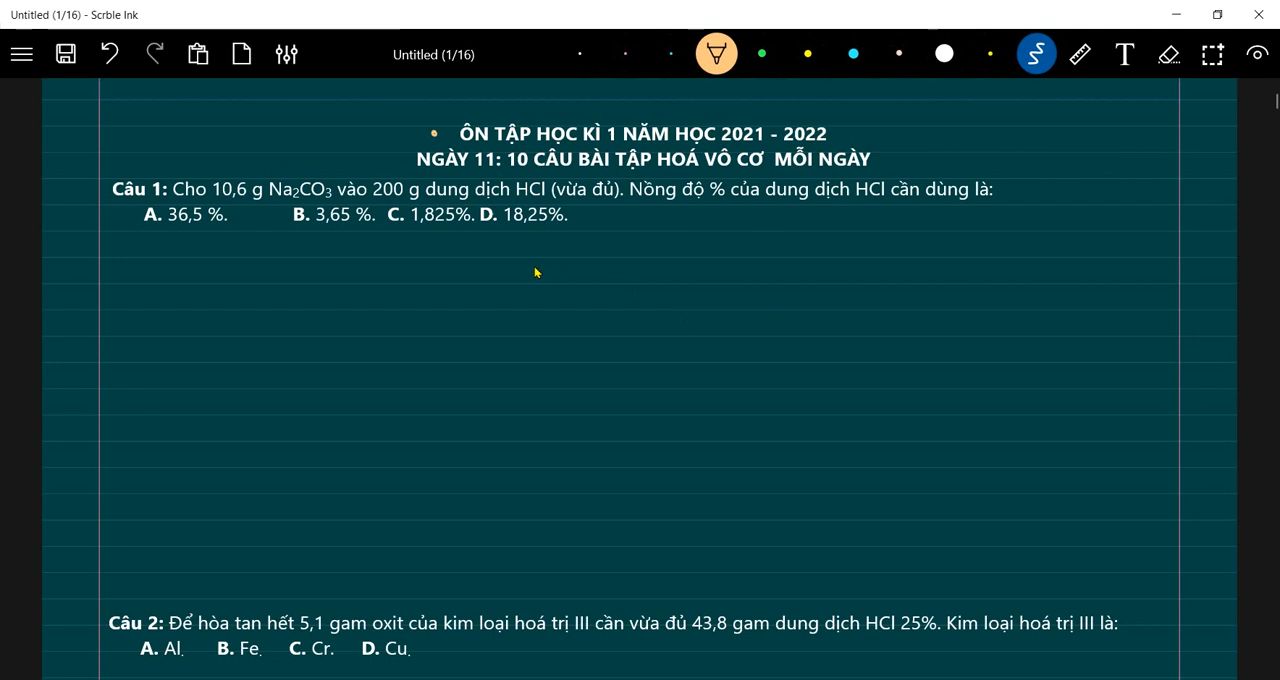 Untitled (1/16) - Scrble Ink
Untitled (1/16)
T
• ÔN TẬP HỌC KÌ 1 NĂM HỌC 2021 - 2022
NGÀY 11: 10 CÂU BÀI TẬP HOÁ VÔ CƠ MỖI NGÀY
Câu 1: Cho 10,6 g Na₂CO₃ vào 200 g dung dịch HCl (vừa đủ). Nồng độ % của dung dịch HCl cần dùng là:
A. 36,5 %. B. 3,65 %. C. 1,825%. D. 18,25%.
Câu 2: Để hòa tan hết 5,1 gam oxit của kim loại hoá trị III cần vừa đủ 43,8 gam dung dịch HCl 25%. Kim loại hoá trị III là:
A. Al. B. Fe. C. Cr. D. Cu.